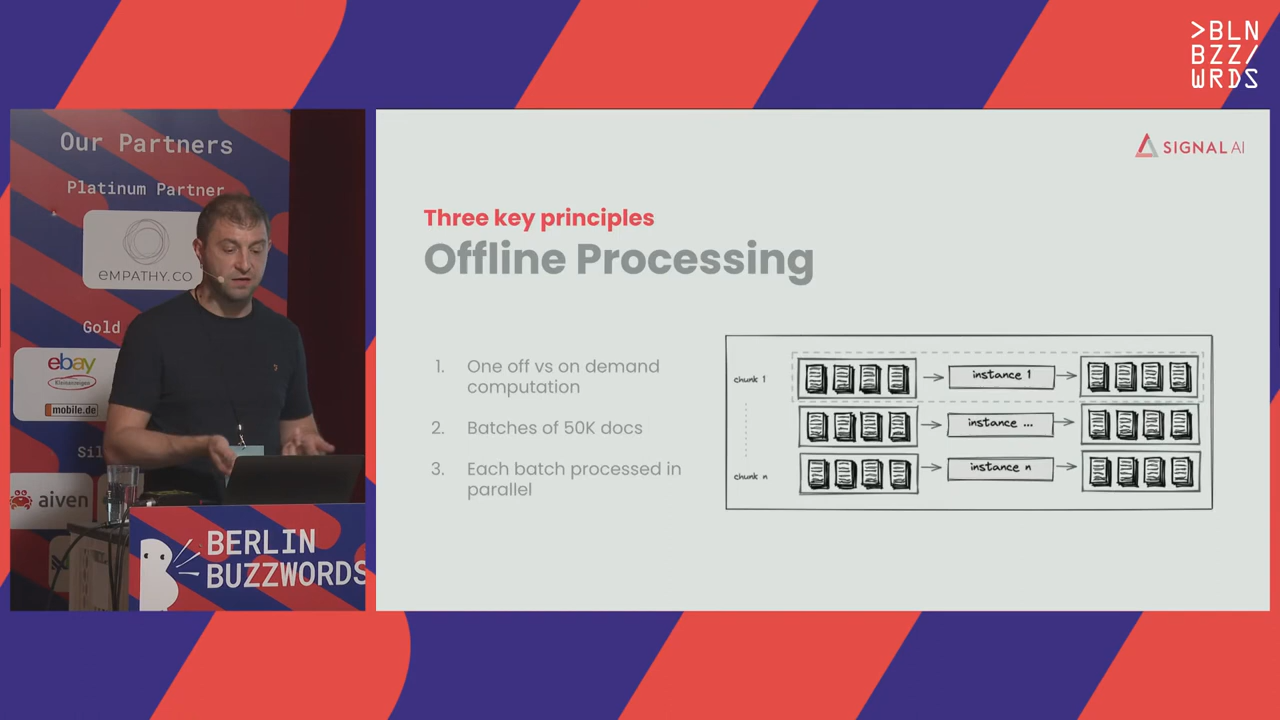 >BLN
BZZ/
WRDS
Our Partners
Platinum Partner
eMPATHY.CO
Gold
ebay
Kleinanzeigen
mobile.de
Sil
aiven
BERLIN
BUZZWORDS
SIGNAL AI
Three key principles
Offline Processing
1. One off vs on demand
computation
2. Batches of 50K docs
3. Each batch processed in
parallel
chunk 1
instance 1
instance ...
chunk n
instance n